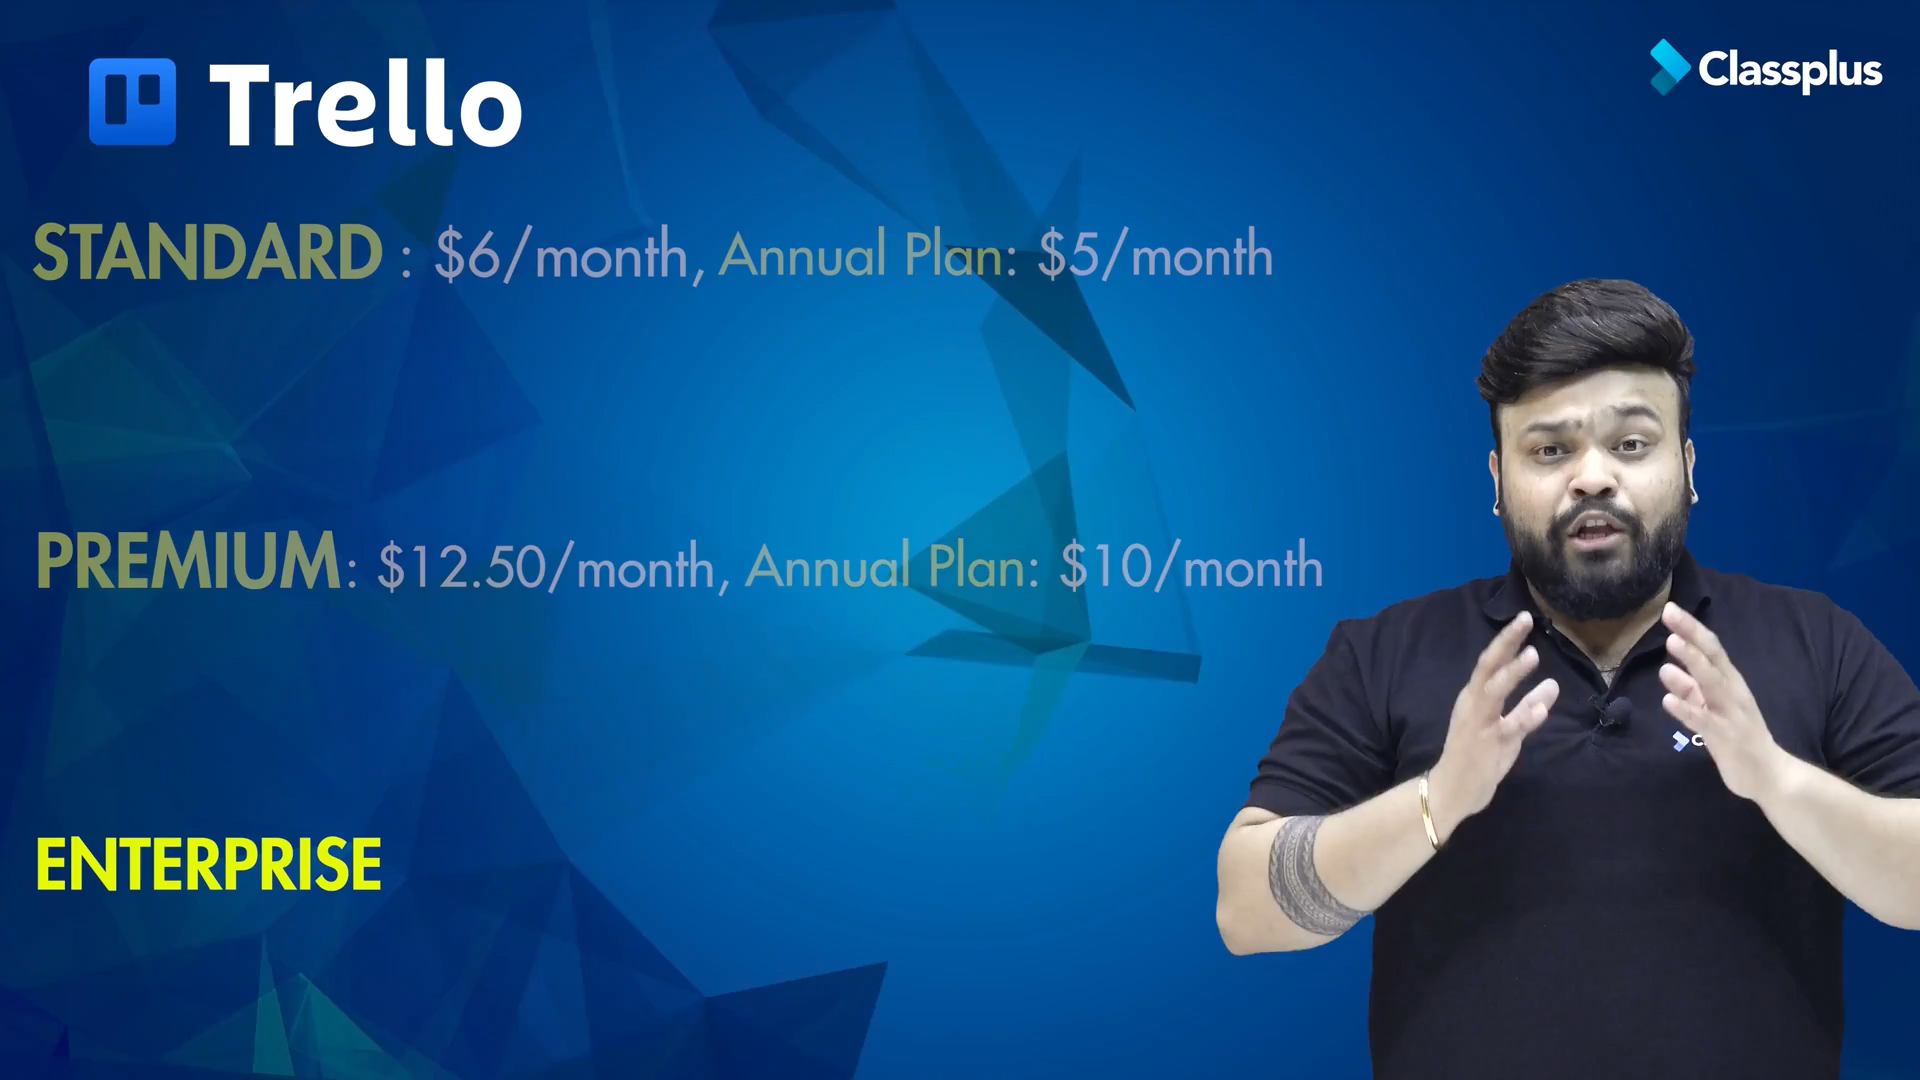 Trello
Classplus
STANDARD : $6/month, Annual Plan: $5/month
PREMIUM: $12.50/month, Annual Plan: $10/month
ENTERPRISE